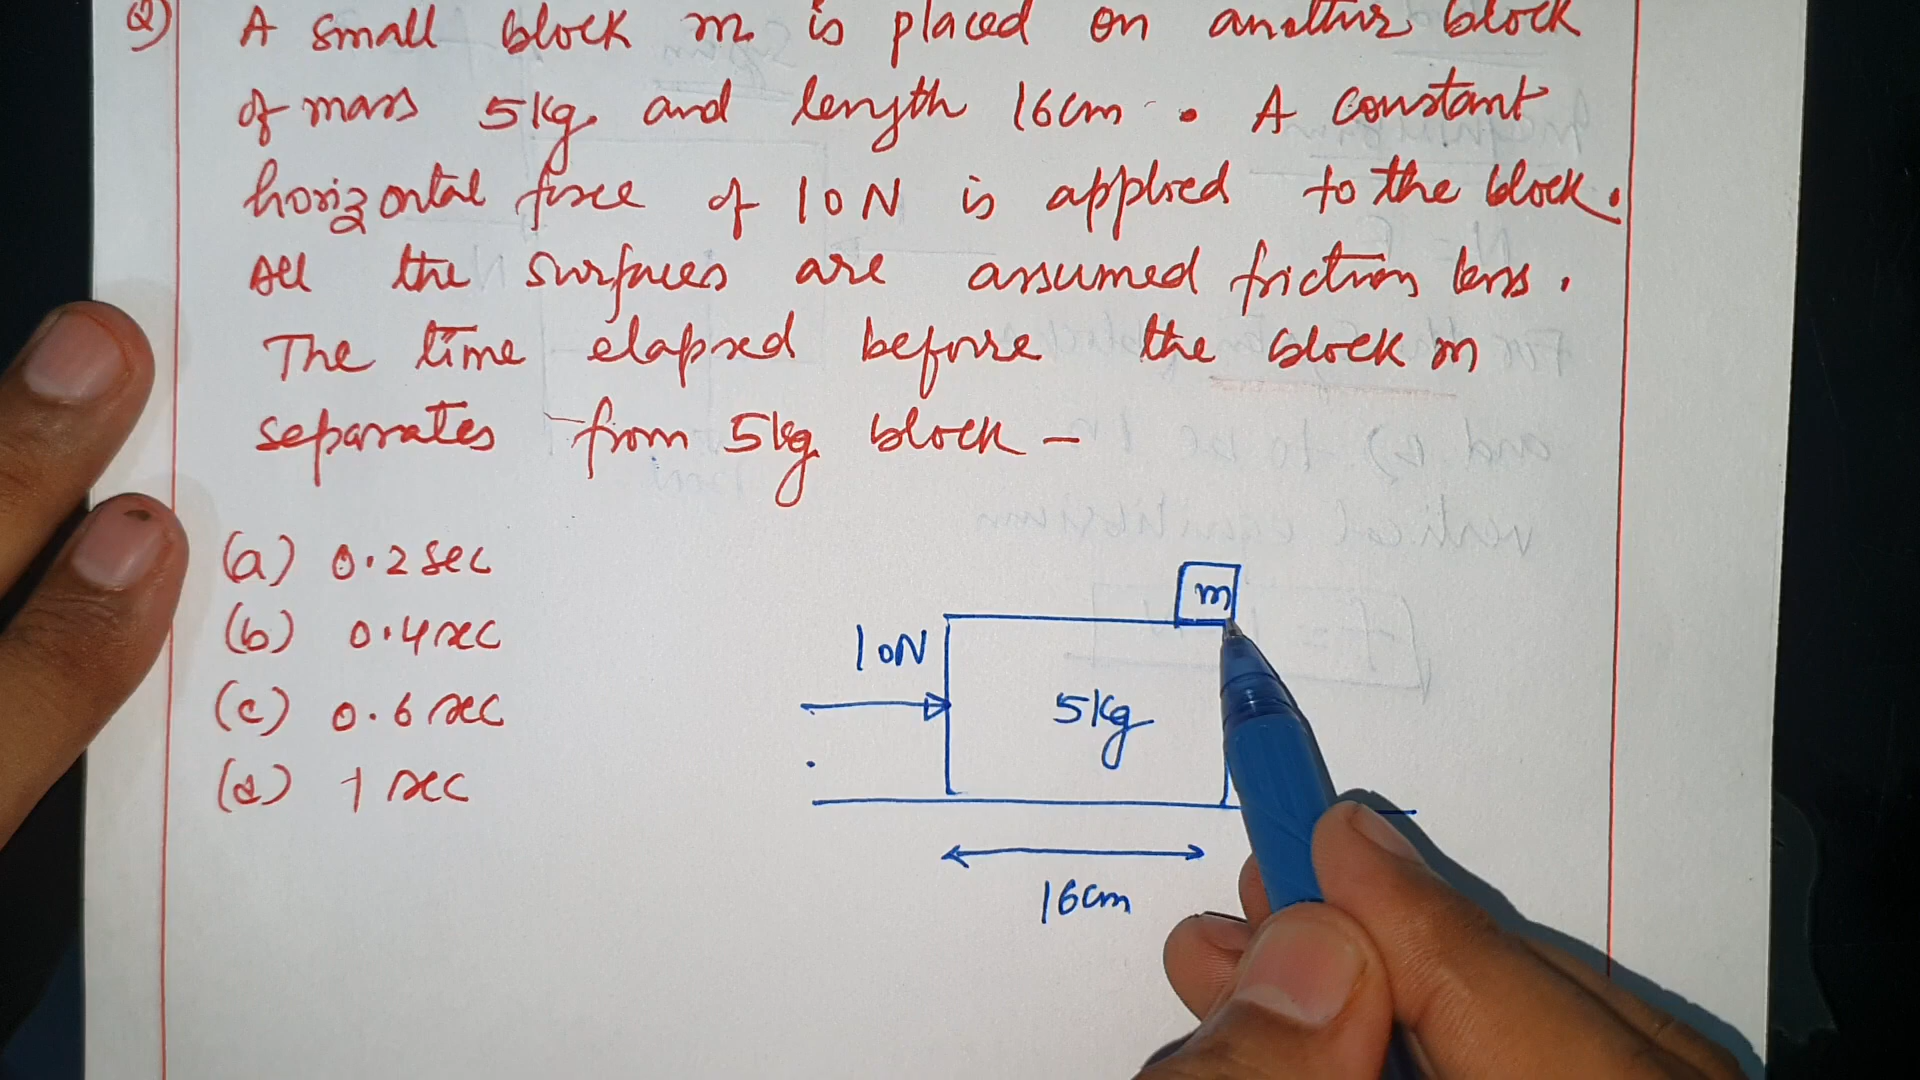 Q) A small block m is placed on another block
of mass 5kg and length 16cm. A constant
horizontal force of 10N is applied to the block.
All the surfaces are assumed friction less.
The time elapsed before the block m
separates from 5kg block -
(a) 0.2 sec
(b) 0.4 sec
(c) 0.6 sec
(d) 1 sec
m
10N
5kg
16cm